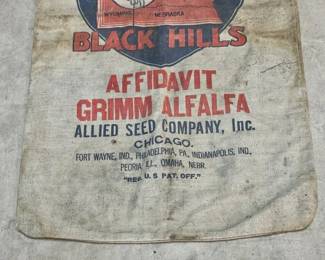 WYOMING NEBRASKA
BLACK HILLS
AFFIDAVIT
GRIMM ALFALFA
ALLIED SEED COMPANY, Inc.
CHICAGO.
FORT WAYNE, IND., PHILADELPHIA, PA., INDIANAPOLIS, IND.,
PEORIA, ILL., OMAHA, NEBR.
"REG. U.S. PAT. OFF."